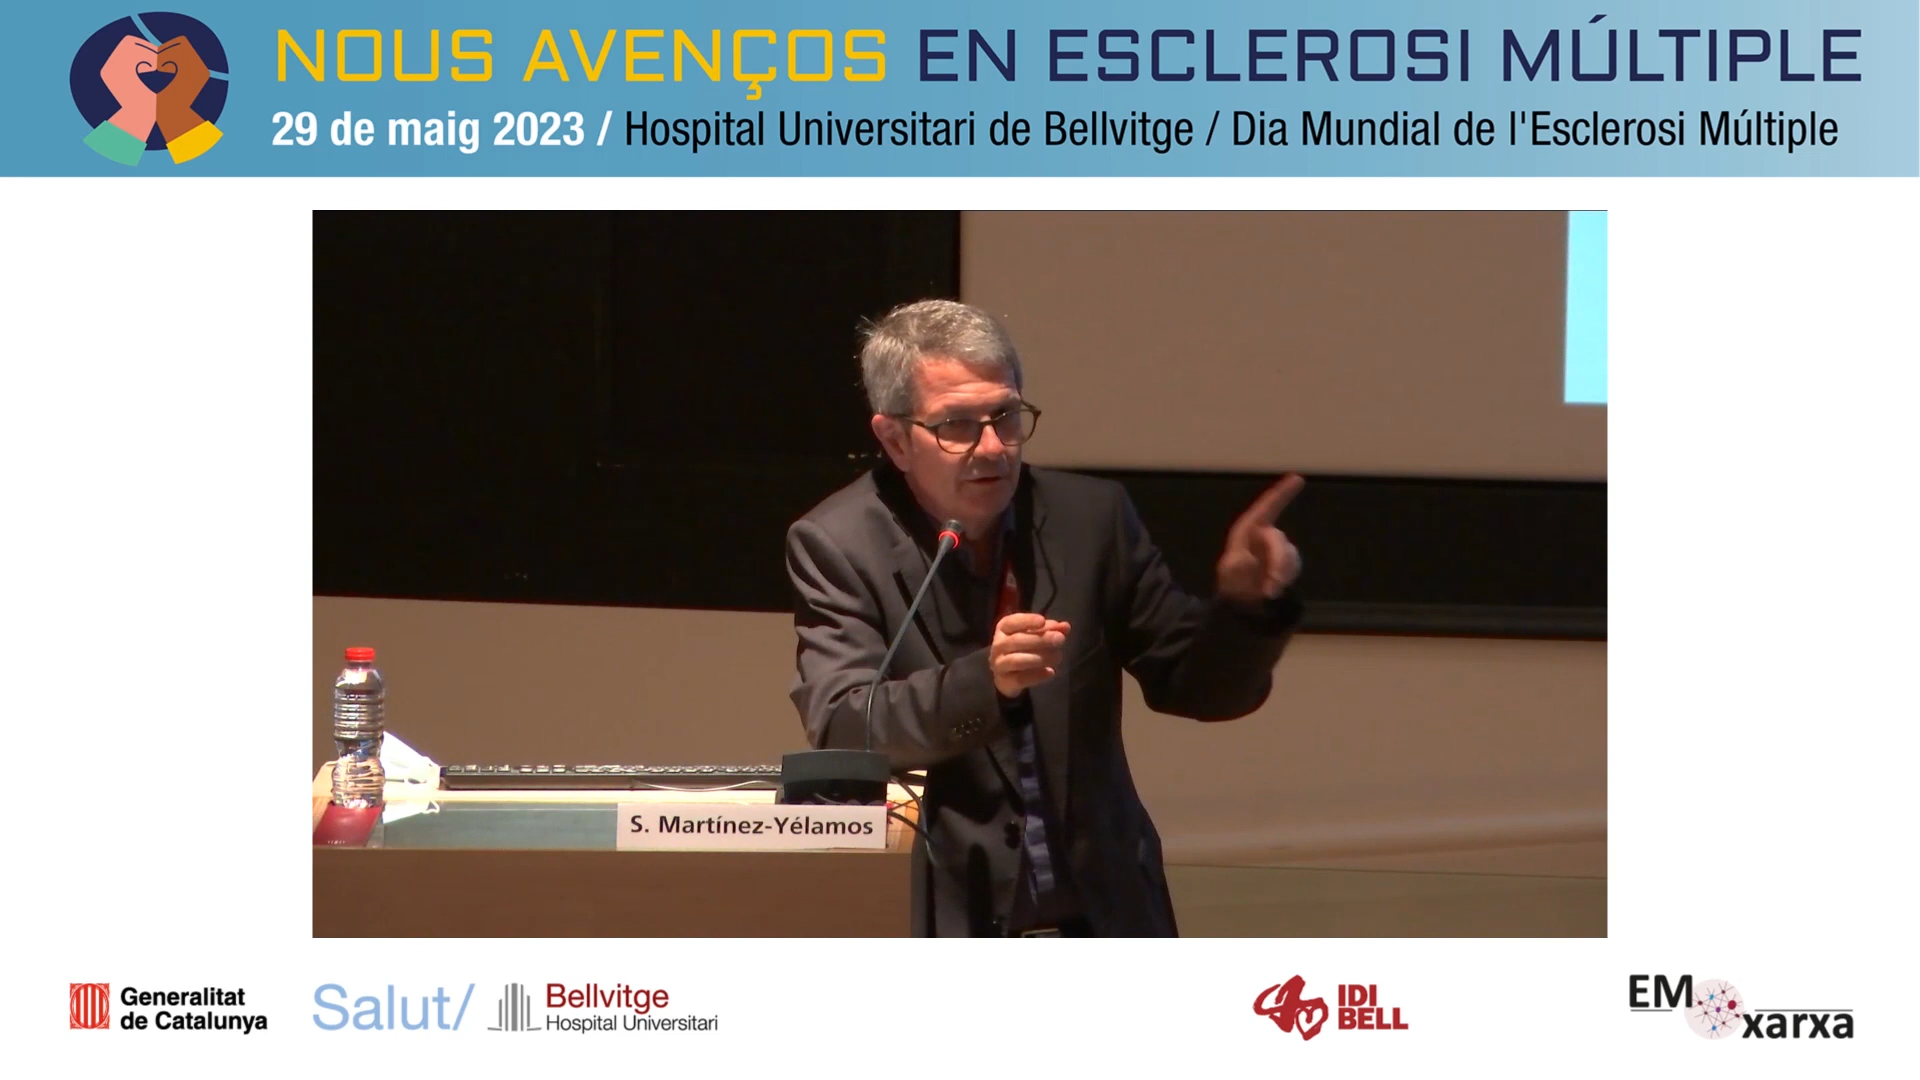 NOUS AVENÇOS EN ESCLEROSI MÚLTIPLE
29 de maig 2023 / Hospital Universitari de Bellvitge / Dia Mundial de l'Esclerosi Múltiple
S. Martínez-Yélamos
Generalitat
de Catalunya
Salut/
Bellvitge
Hospital Universitari
IDI
BELL
EM
xarxa